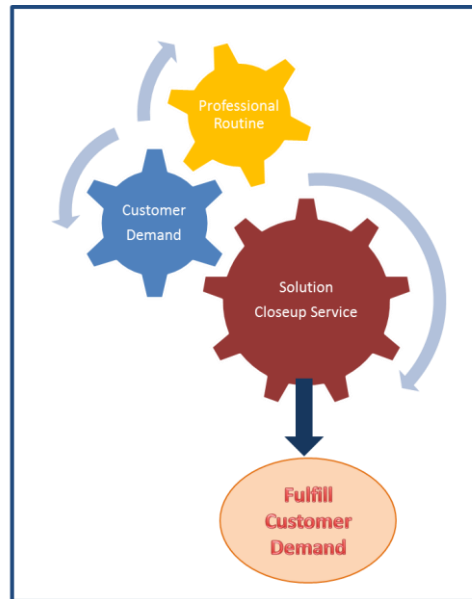 Professional
Routine
Customer
Demand
Solution
Closeup Service
Fulfill
Customer
Demand